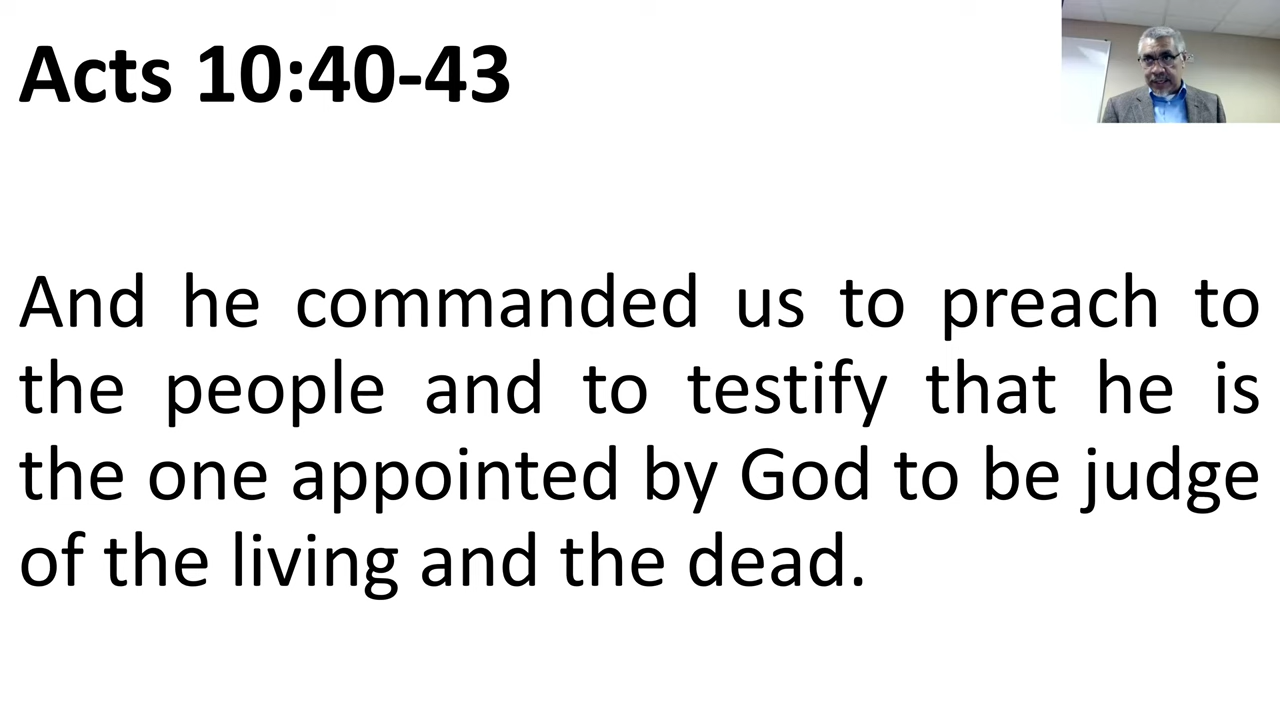 Acts 10:40-43
And he commanded us to preach to
the people and to testify that he is
the one appointed by God to be judge
of the living and the dead.